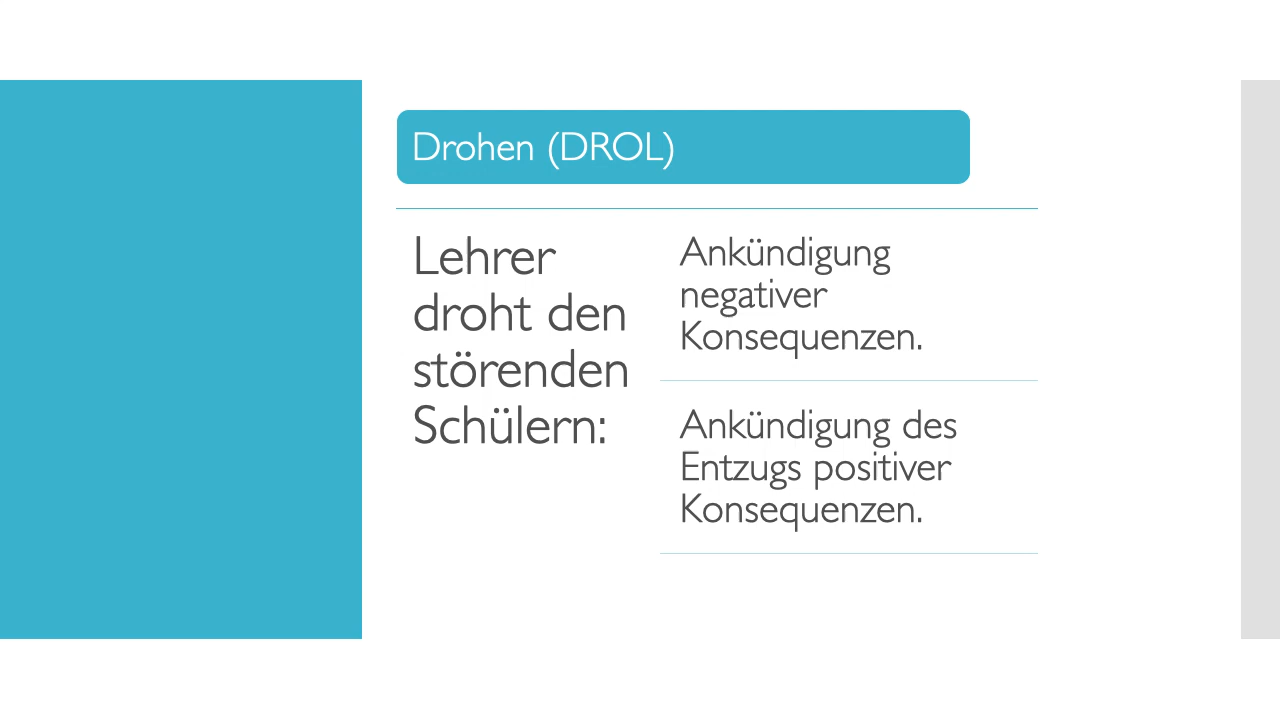 Drohen (DROL)
Lehrer
droht den
störenden
Schülern:
Ankündigung
negativer
Konsequenzen.
Ankündigung des
Entzugs positiver
Konsequenzen.